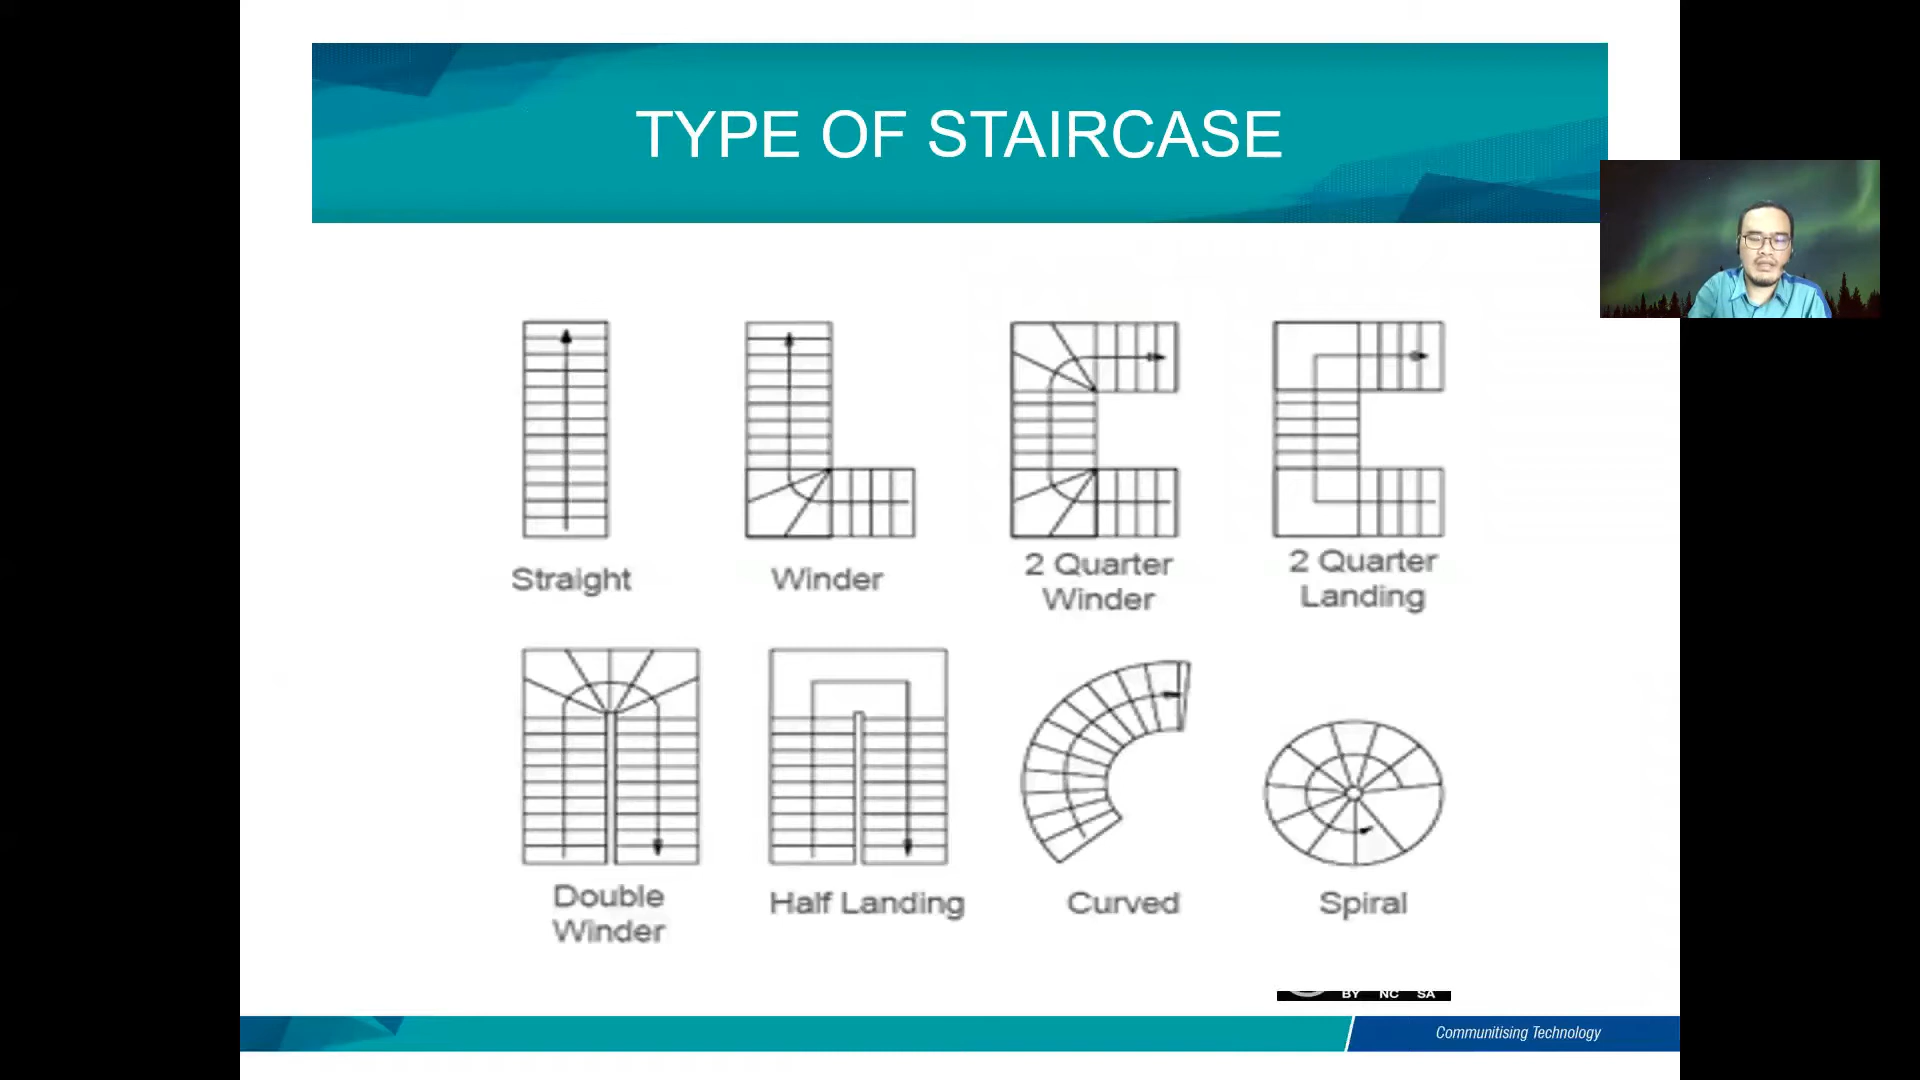 TYPE OF STAIRCASE
Straight
Winder
2 Quarter
Winder
2 Quarter
Landing
Double
Winder
Half Landing
Curved
Spiral
BY NC SA
Communitising Technology